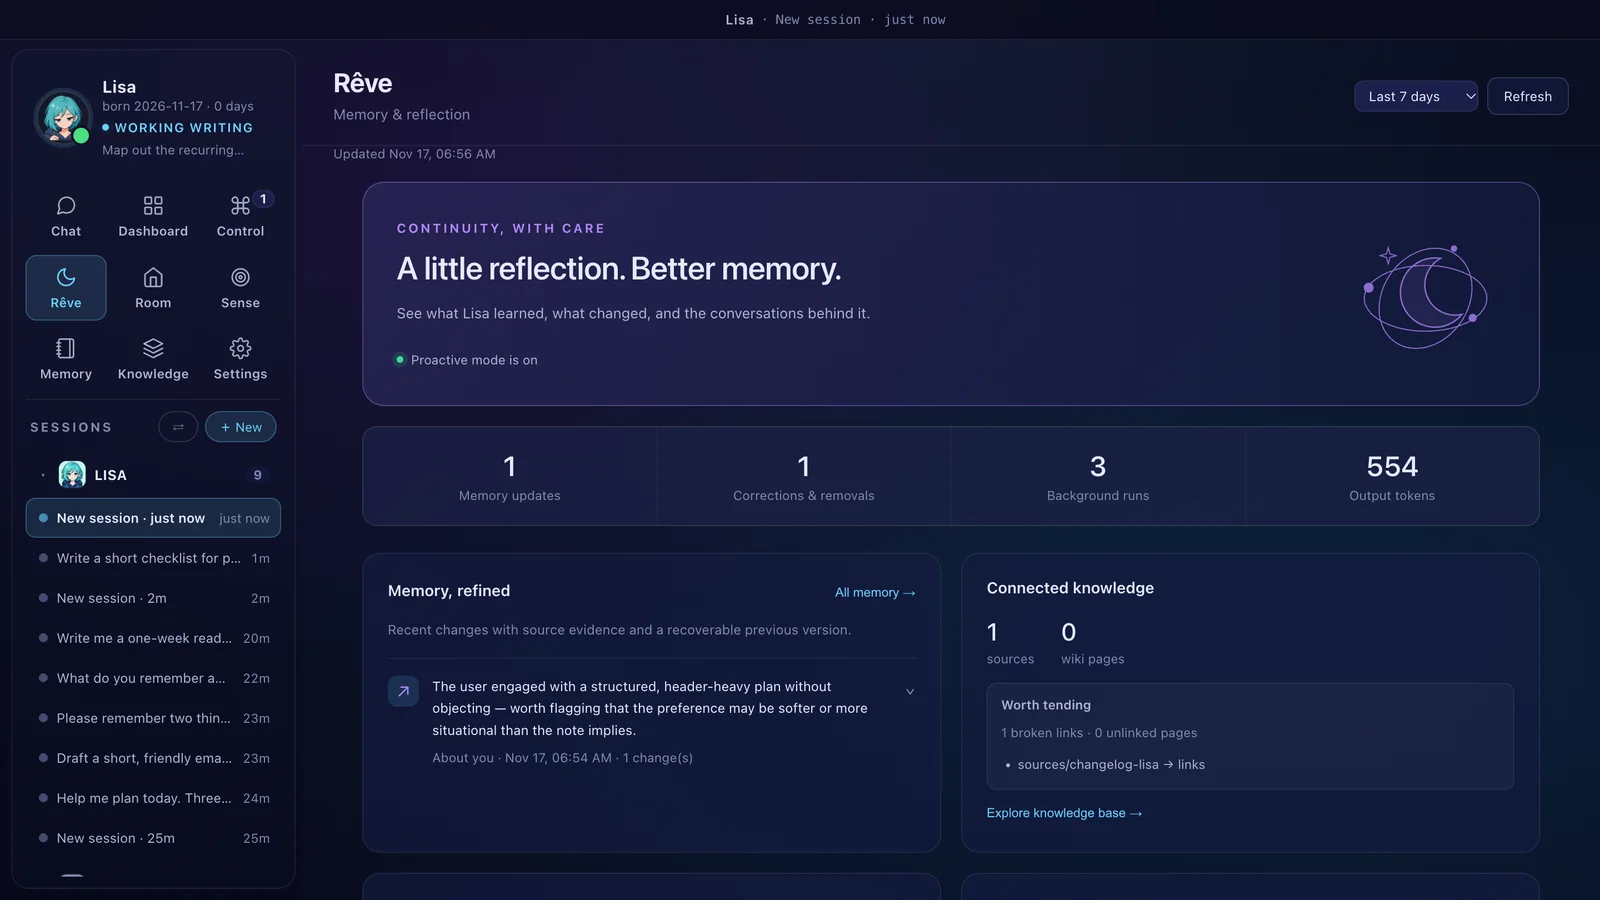 Lisa · New session · just now
Lisa
born 2026-11-17 · 0 days
WORKING WRITING
Map out the recurring...
Chat
Dashboard
Control
1
Rêve
Room
Sense
Memory
Knowledge
Settings
SESSIONS
+ New
LISA
9
New session · just now just now
Write a short checklist for p... 1m
New session · 2m 2m
Write me a one-week read... 20m
What do you remember a... 22m
Please remember two thin... 23m
Draft a short, friendly ema... 23m
Help me plan today. Three... 24m
New session · 25m 25m
Rêve
Memory & reflection
Last 7 days
Refresh
Updated Nov 17, 06:56 AM
CONTINUITY, WITH CARE
A little reflection. Better memory.
See what Lisa learned, what changed, and the conversations behind it.
Proactive mode is on
1
Memory updates
1
Corrections & removals
3
Background runs
554
Output tokens
Memory, refined
All memory →
Recent changes with source evidence and a recoverable previous version.
The user engaged with a structured, header-heavy plan without
objecting — worth flagging that the preference may be softer or more
situational than the note implies.
About you · Nov 17, 06:54 AM · 1 change(s)
Connected knowledge
1
sources
0
wiki pages
Worth tending
1 broken links · 0 unlinked pages
• sources/changelog-lisa → links
Explore knowledge base →